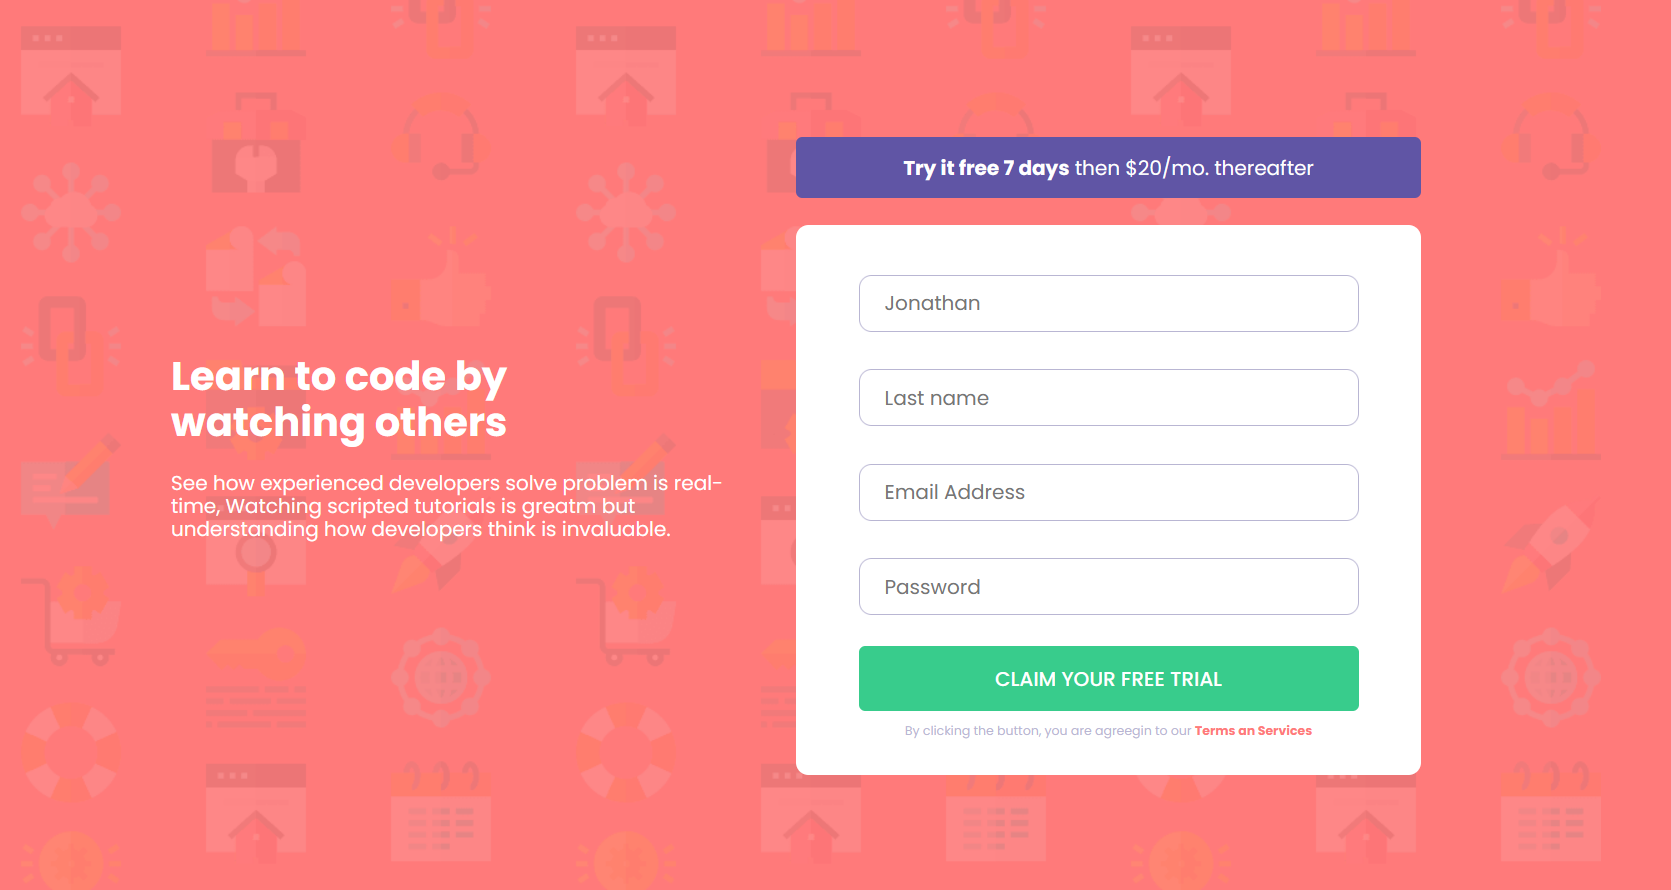 Learn to code by
watching others
See how experienced developers solve problem is real-
time, Watching scripted tutorials is greatm but
understanding how developers think is invaluable.
Try it free 7 days then $20/mo. thereafter
Jonathan
Last name
Email Address
Password
CLAIM YOUR FREE TRIAL
By clicking the button, you are agreegin to our Terms an Services